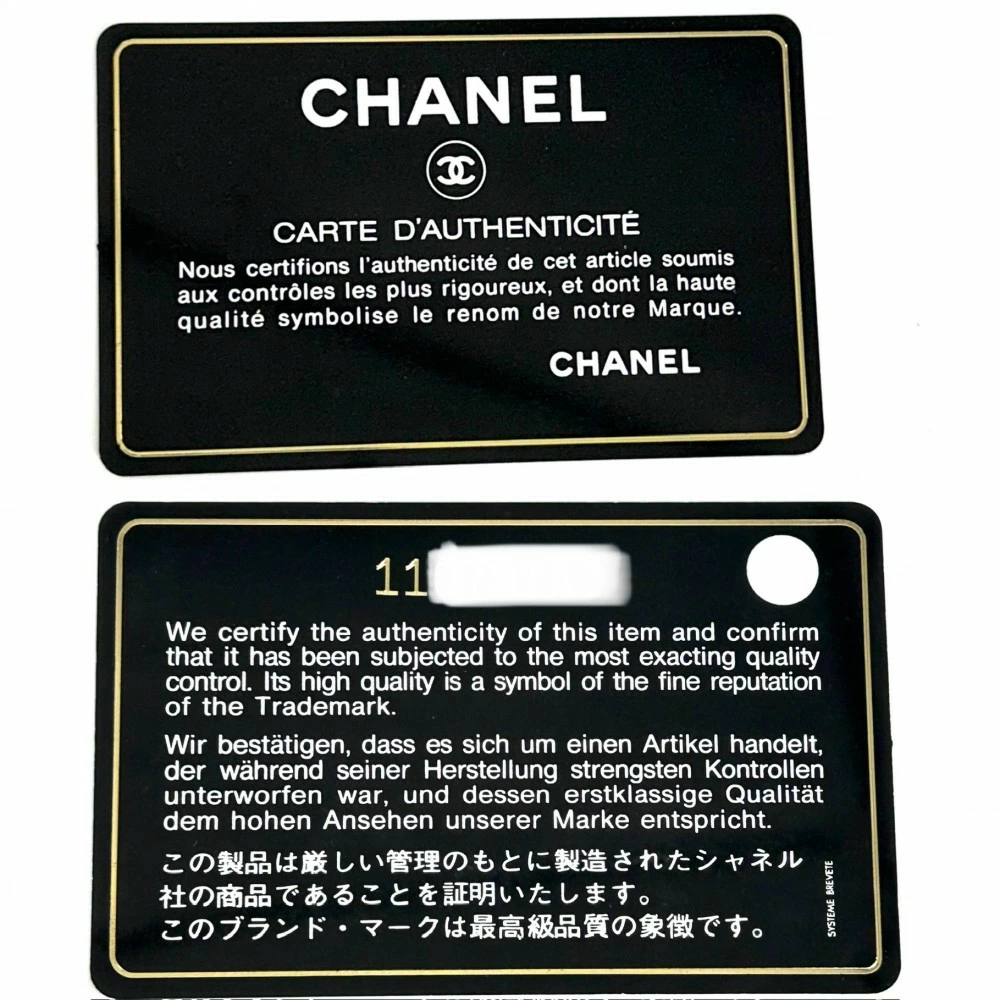 CHANEL
CARTE D'AUTHENTICITÉ
Nous certifions l'authenticité de cet article soumis
aux contrôles les plus rigoureux, et dont la haute
qualité symbolise le renom de notre Marque.
CHANEL
11
We certify the authenticity of this item and confirm
that it has been subjected to the most exacting quality
control. Its high quality is a symbol of the fine reputation
of the Trademark.
Wir bestätigen, dass es sich um einen Artikel handelt,
der während seiner Herstellung strengsten Kontrollen
unterworfen war, und dessen erstklassige Qualität
dem hohen Ansehen unserer Marke entspricht.
この製品は厳しい管理のもとに製造されたシャネル
社の商品であることを証明いたします。
このブランド・マークは最高級品質の象徴です。
SYSTEME BREVETE